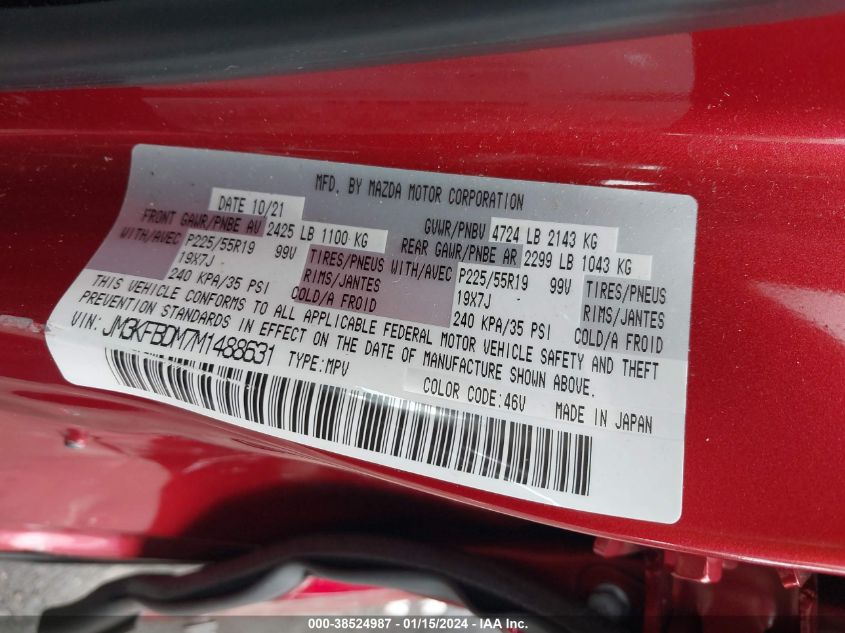 MFD. BY MAZDA MOTOR CORPORATION
DATE 10/21
GVWR/PNBV 4724 LB 2143 KG
FRONT GAWR/PNBE AV 2425 LB 1100 KG
REAR GAWR/PNBE AR 2299 LB 1043 KG
WITH/AVEC P225/55R19 99V TIRES/PNEUS
19X7J - RIMS/JANTES
240 KPA/35 PSI COLD/A FROID
WITH/AVEC P225/55R19 99V TIRES/PNEUS
19X7J - RIMS/JANTES
240 KPA/35 PSI COLD/A FROID
THIS VEHICLE CONFORMS TO ALL APPLICABLE FEDERAL MOTOR VEHICLE SAFETY AND THEFT
PREVENTION STANDARDS IN EFFECT ON THE DATE OF MANUFACTURE SHOWN ABOVE.
VIN: JM3KFBDM7M1488631 TYPE:MPV
COLOR CODE:46V MADE IN JAPAN
000-38524987 - 01/15/2024 - 1.IAA-SV.COM